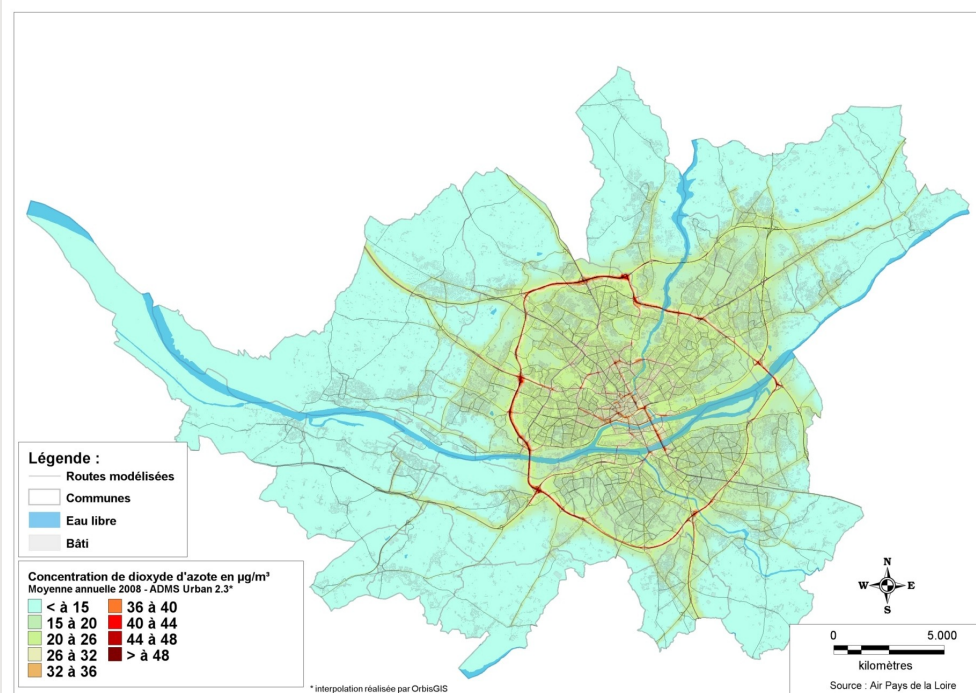 Légende :
Routes modélisées
Communes
Eau libre
Bâti
Concentration de dioxyde d'azote en µg/m³
Moyenne annuelle 2008 - ADMS Urban 2.3*
< à 15
15 à 20
20 à 26
26 à 32
32 à 36
36 à 40
40 à 44
44 à 48
> à 48
* interpolation réalisée par OrbisGIS
N
W E
S
0 5.000
kilomètres
Source : Air Pays de la Loire